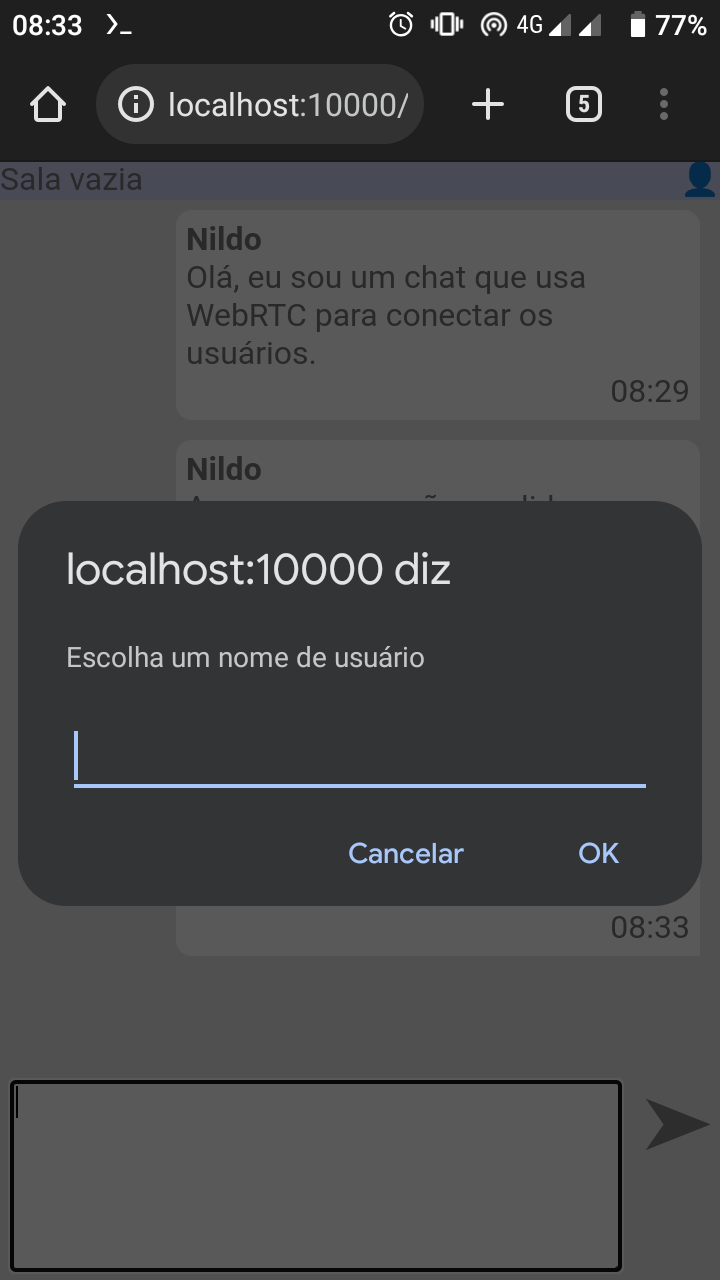 08:33
4G
77%
localhost:10000/
5
Sala vazia
Nildo
Olá, eu sou um chat que usa
WebRTC para conectar os
usuários.
08:29
Nildo
localhost:10000 diz
Escolha um nome de usuário
Cancelar
OK
08:33